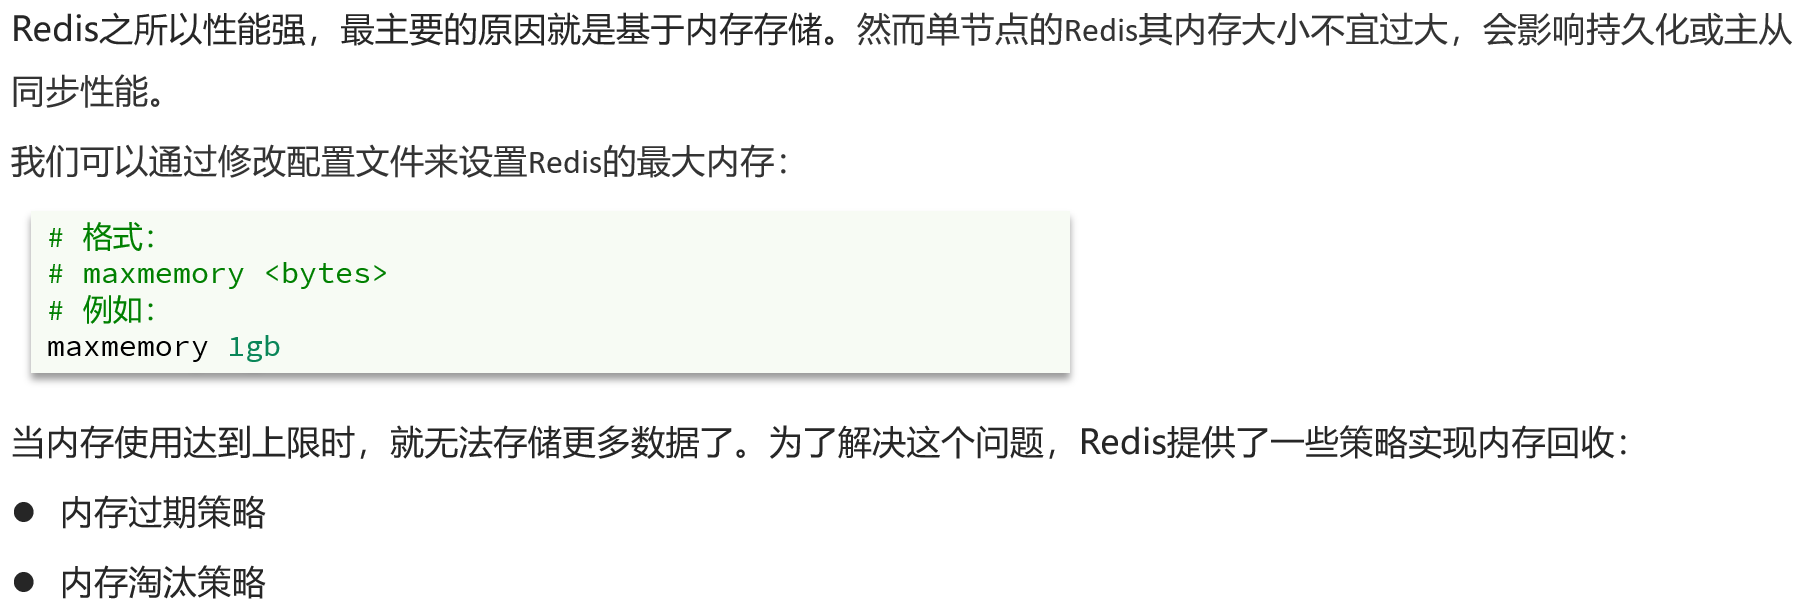 Redis之所以性能强，最主要的原因就是基于内存存储。然而单节点的Redis其内存大小不宜过大，会影响持久化或主从
同步性能。
我们可以通过修改配置文件来设置Redis的最大内存：
# 格式：
# maxmemory <bytes>
# 例如：
maxmemory 1gb
当内存使用达到上限时，就无法存储更多数据了。为了解决这个问题，Redis提供了一些策略实现内存回收：
● 内存过期策略
● 内存淘汰策略